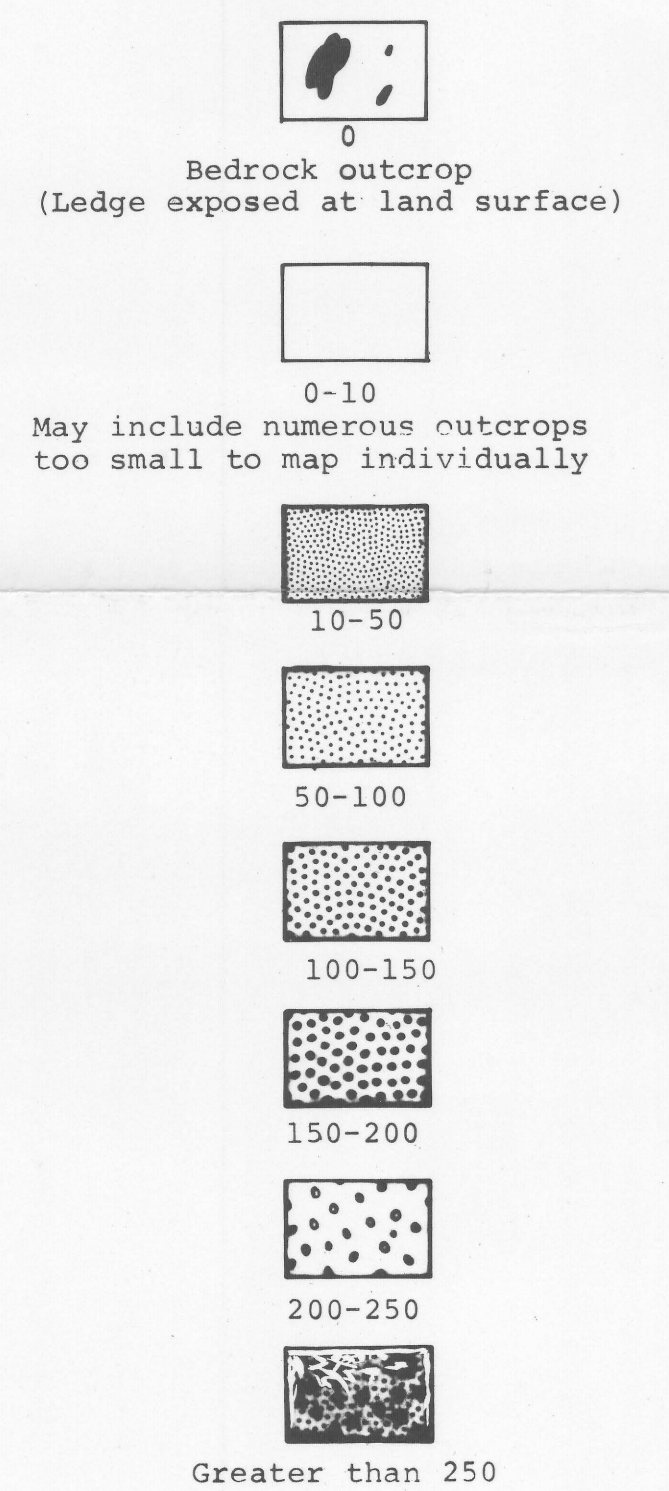 0
Bedrock outcrop
(Ledge exposed at land surface)
0-10
May include numerous outcrops
too small to map individually
10-50
50-100
100-150
150-200
200-250
Greater than 250